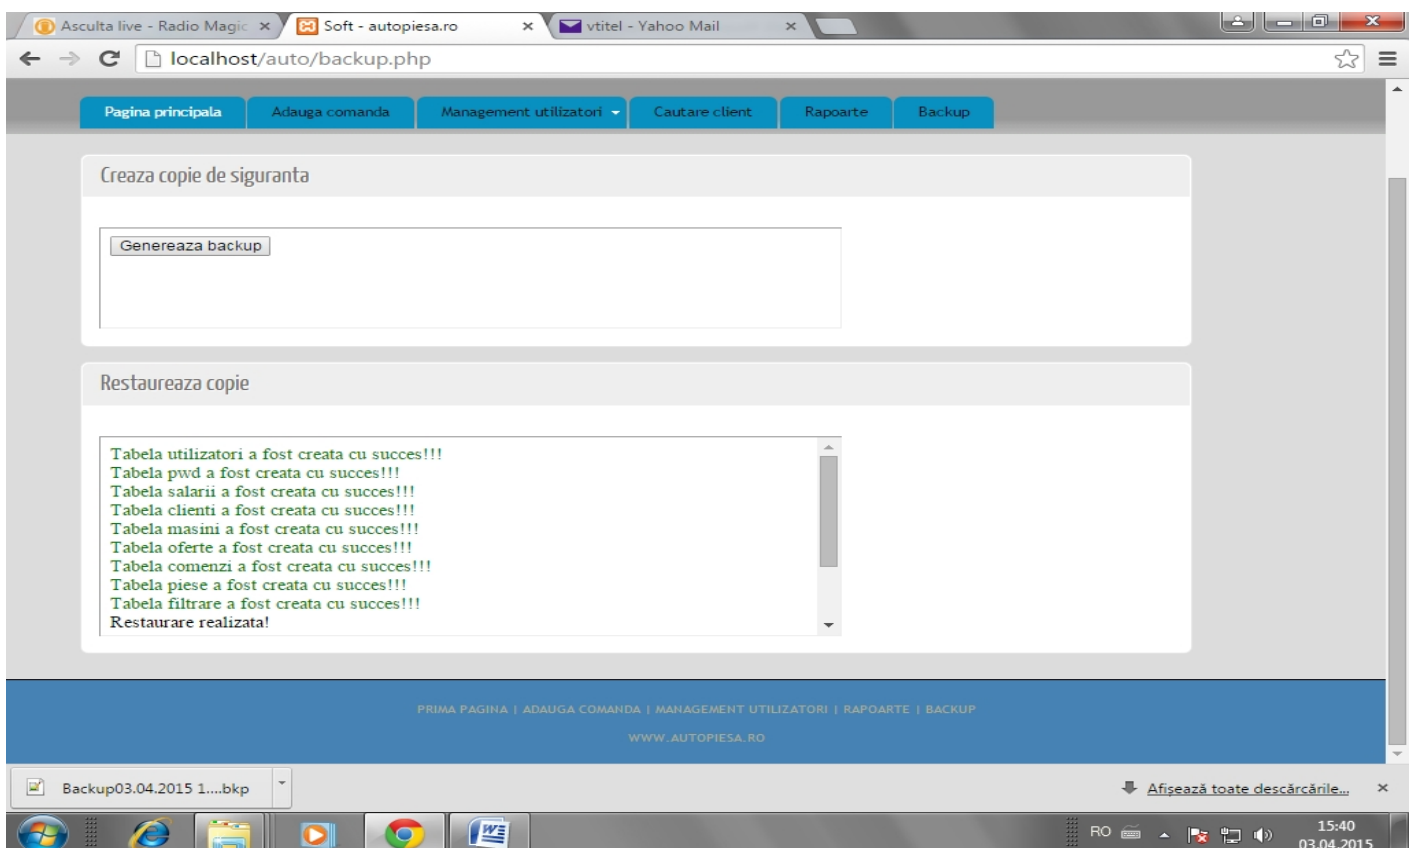 Asculta live - Radio Magic
Soft - autopiesa.ro
vtitel - Yahoo Mail
localhost/auto/backup.php
Pagina principala
Adauga comanda
Management utilizatori
Cautare client
Rapoarte
Backup
Creaza copie de siguranta
Genereaza backup
Restaureaza copie
Tabela utilizatori a fost creata cu succes!!!
Tabela pwd a fost creata cu succes!!!
Tabela salarii a fost creata cu succes!!!
Tabela clienti a fost creata cu succes!!!
Tabela masini a fost creata cu succes!!!
Tabela oferte a fost creata cu succes!!!
Tabela comenzi a fost creata cu succes!!!
Tabela piese a fost creata cu succes!!!
Tabela filtrare a fost creata cu succes!!!
Restaurare realizata!
PRIMA PAGINA | ADAUGA COMANDA | MANAGEMENT UTILIZATORI | RAPOARTE | BACKUP
WWW.AUTOPIESA.RO
Backup03.04.2015 1....bkp
Afișează toate descărcările...
RO
15:40
03.04.2015